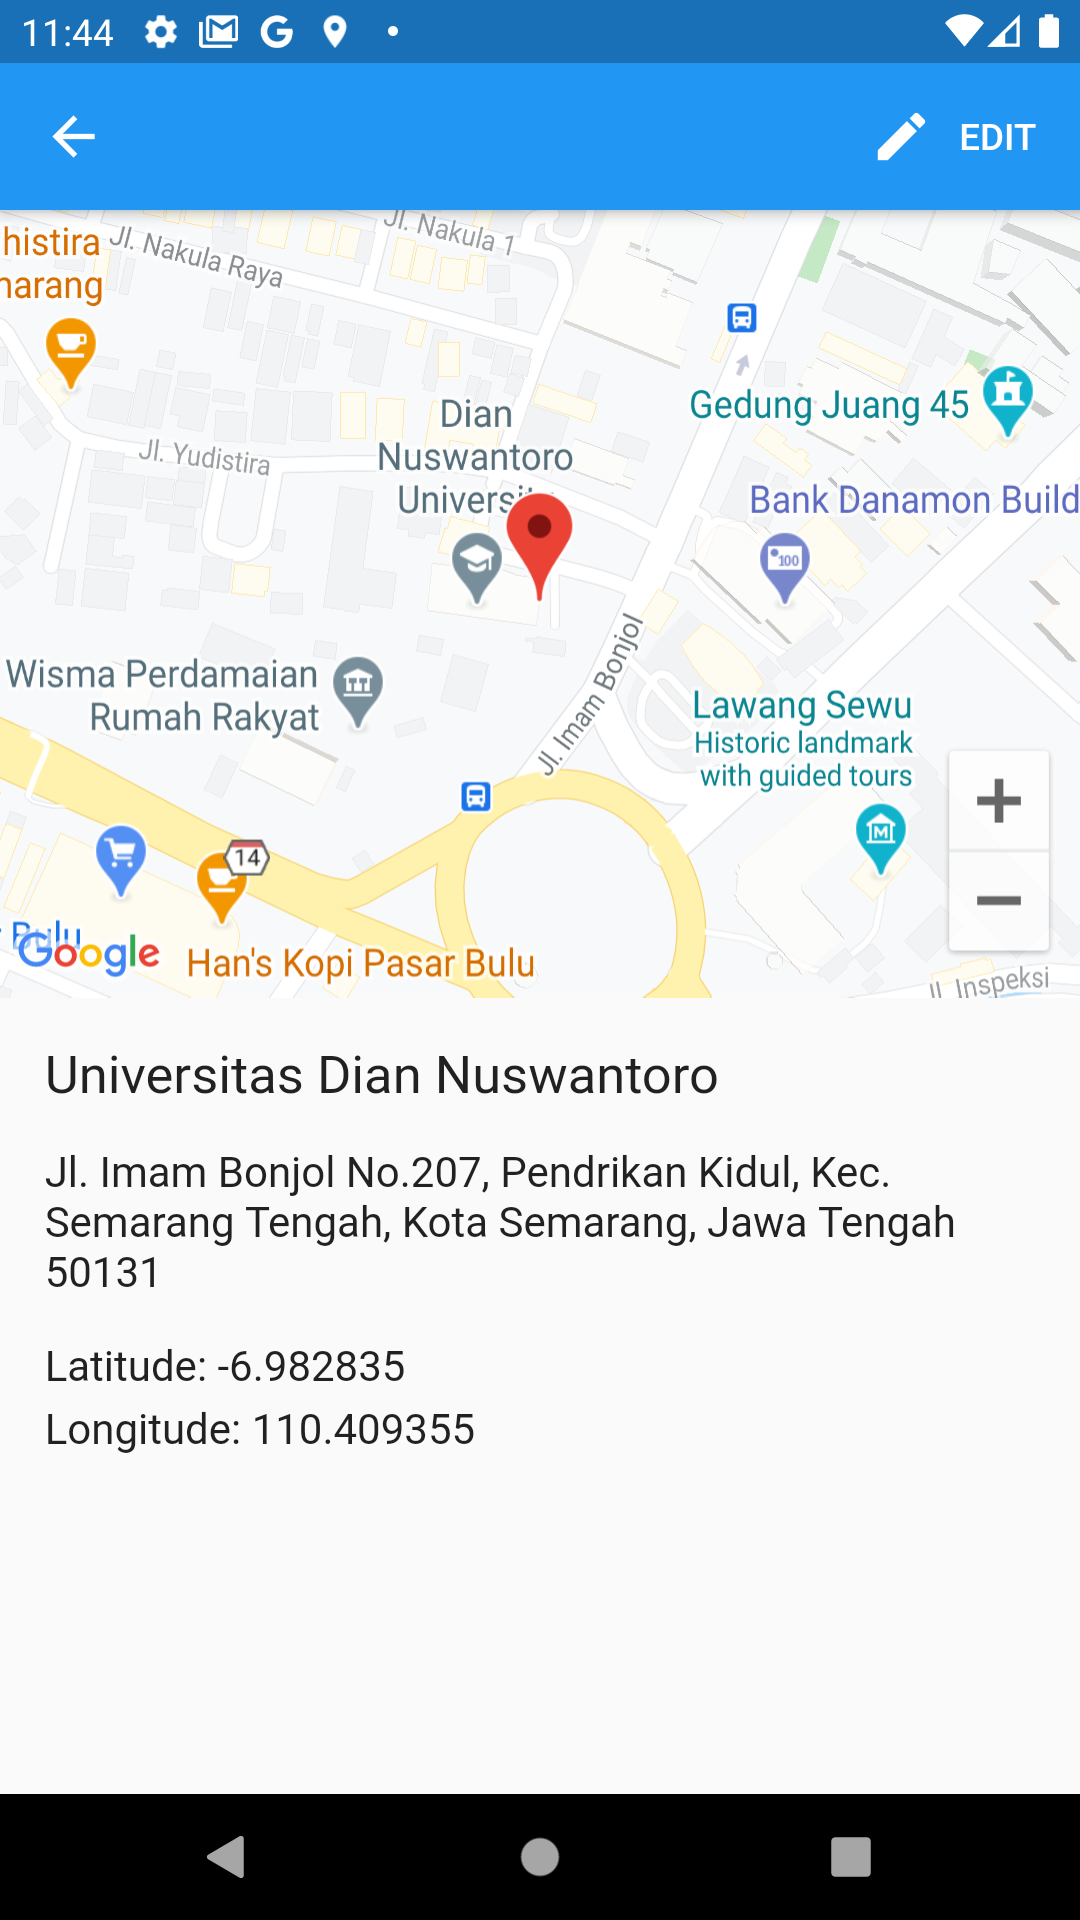 11:44
EDIT
Jl. Nakula 1
histira
narang
Jl. Nakula Raya
Gedung Juang 45
Dian
Nuswantoro
University
Jl. Yudistira
Bank Danamon Build
100
Jl. Imam Bonjol
Wisma Perdamaian
Rumah Rakyat
Lawang Sewu
Historic landmark
with guided tours
M
14
r Bulu
Google
Han's Kopi Pasar Bulu
Jl. Inspeksi
Universitas Dian Nuswantoro
Jl. Imam Bonjol No.207, Pendrikan Kidul, Kec.
Semarang Tengah, Kota Semarang, Jawa Tengah
50131
Latitude: -6.982835
Longitude: 110.409355